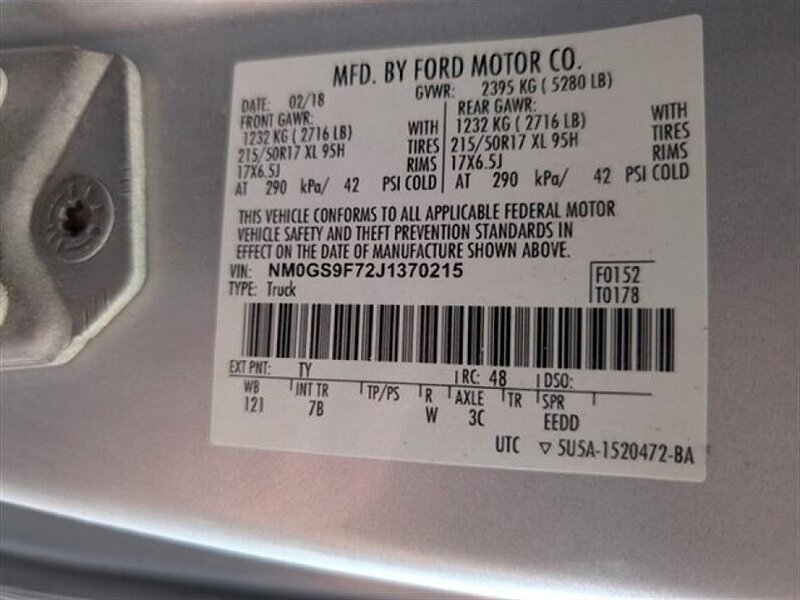 MFD. BY FORD MOTOR CO.
DATE: 02/18 GVWR: 2395 KG ( 5280 LB)
FRONT GAWR: REAR GAWR:
1232 KG ( 2716 LB) WITH 1232 KG ( 2716 LB) WITH
215/50R17 XL 95H TIRES 215/50R17 XL 95H TIRES
17X6.5J RIMS 17X6.5J RIMS
AT 290 kPa/ 42 PSI COLD AT 290 kPa/ 42 PSI COLD
THIS VEHICLE CONFORMS TO ALL APPLICABLE FEDERAL MOTOR
VEHICLE SAFETY AND THEFT PREVENTION STANDARDS IN
EFFECT ON THE DATE OF MANUFACTURE SHOWN ABOVE.
VIN: NM0GS9F72J1370215 F0152
TYPE: Truck T0178
EXT PNT: TY RC: 48 DSO:
WB INT TR TP/PS R AXLE TR SPR
121 7B W 3C EEDD
UTC ▽ 5U5A-1520472-BA